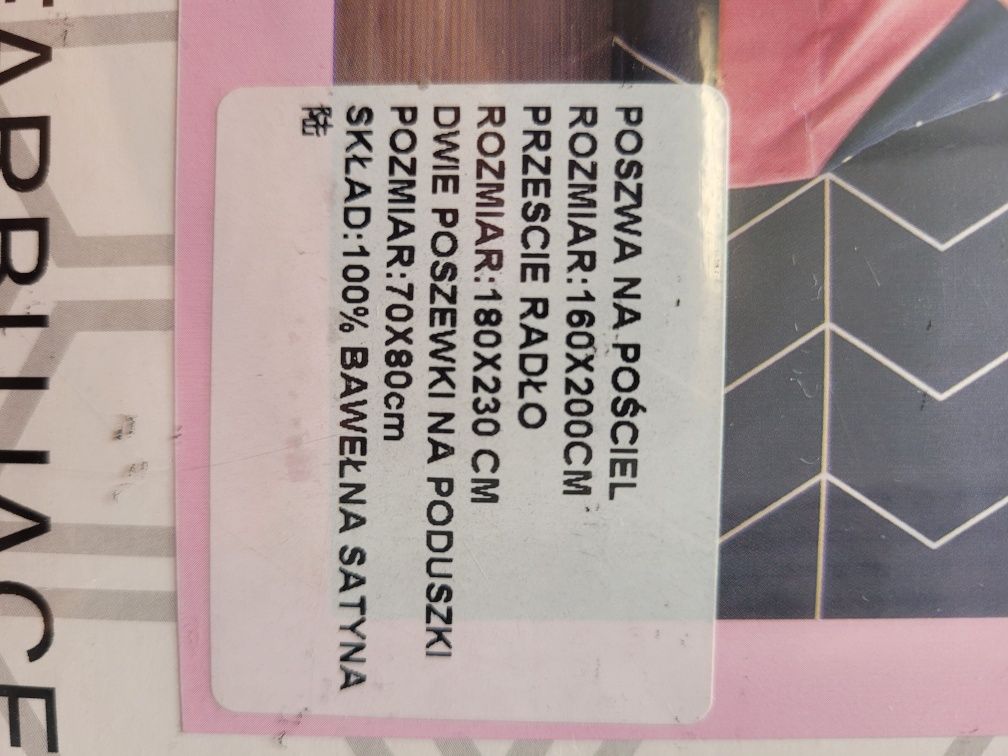 POSZWA NA POŚCIEL
ROZMIAR:160X200CM
PRZEŚCIE RADŁO
ROZMIAR:180X230 CM
DWIE POSZEWKI NA PODUSZKI
POZMIAR:70X80cm
SKŁAD:100% BAWEŁNA SATYNA